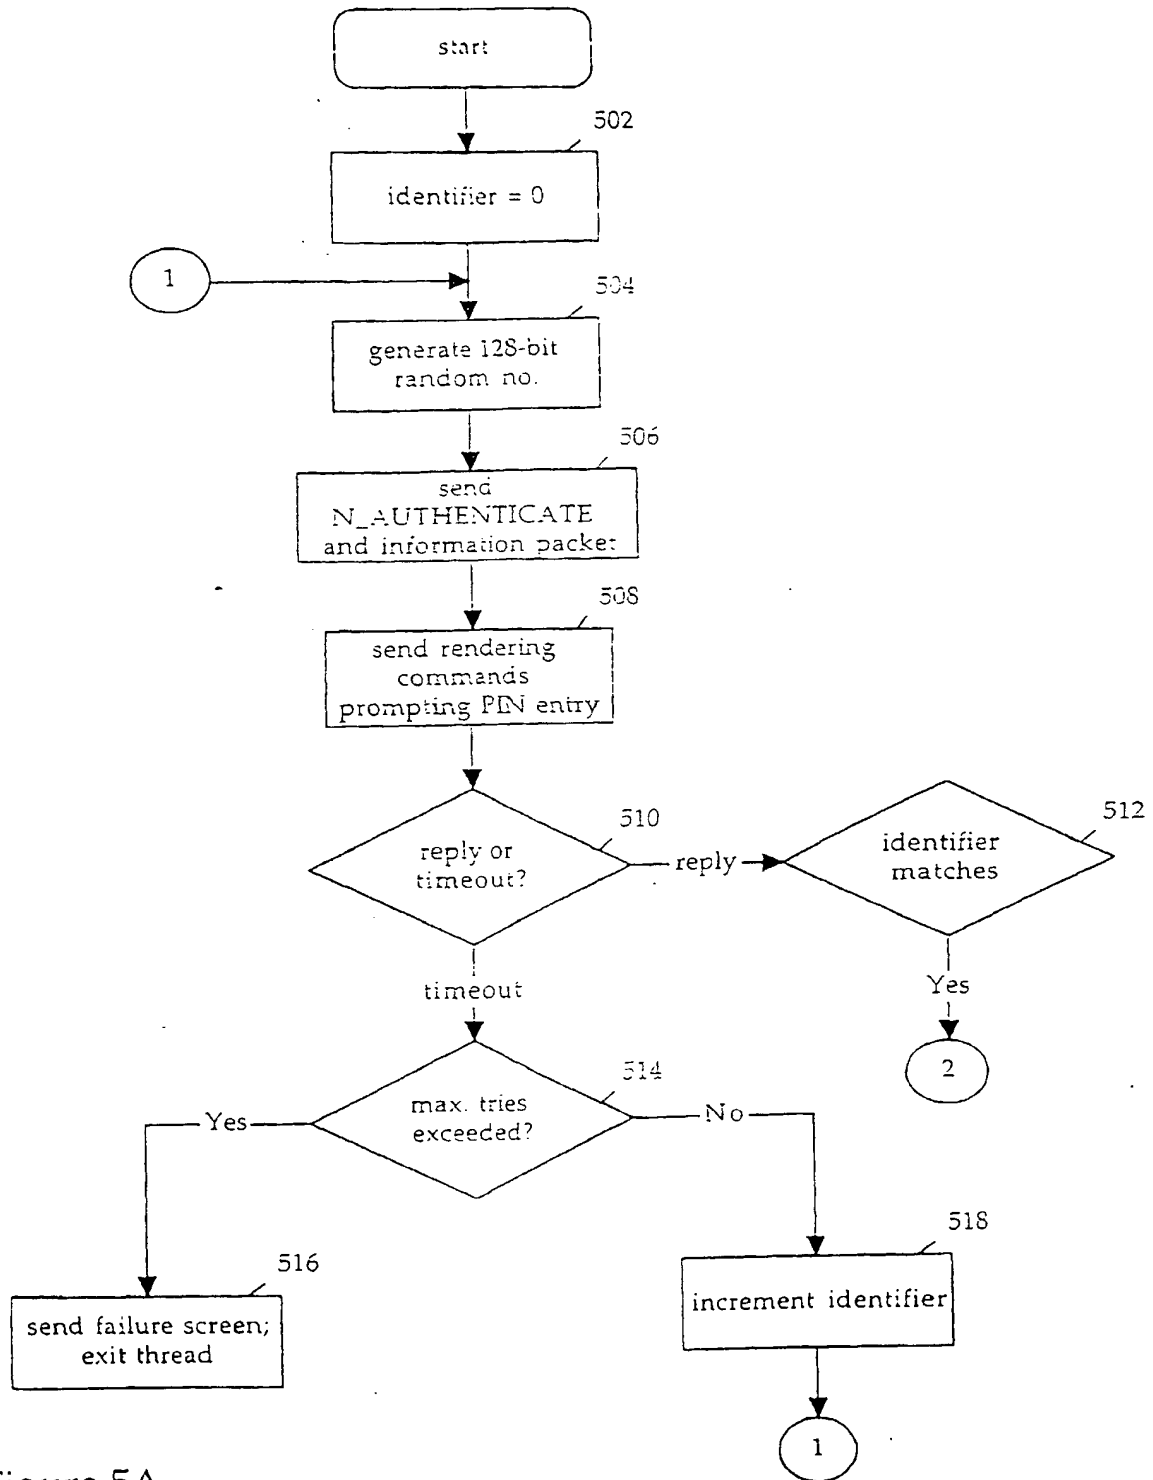 start
502
identifier = 0
1
504
generate 128-bit
random no.
506
send
N_AUTHENTICATE
and information packet
508
send rendering
commands
prompting PIN entry
510
reply or
timeout?
reply
512
identifier
matches
timeout
Yes
2
514
max. tries
exceeded?
Yes
No
516
send failure screen;
exit thread
518
increment identifier
1
Figure 5A